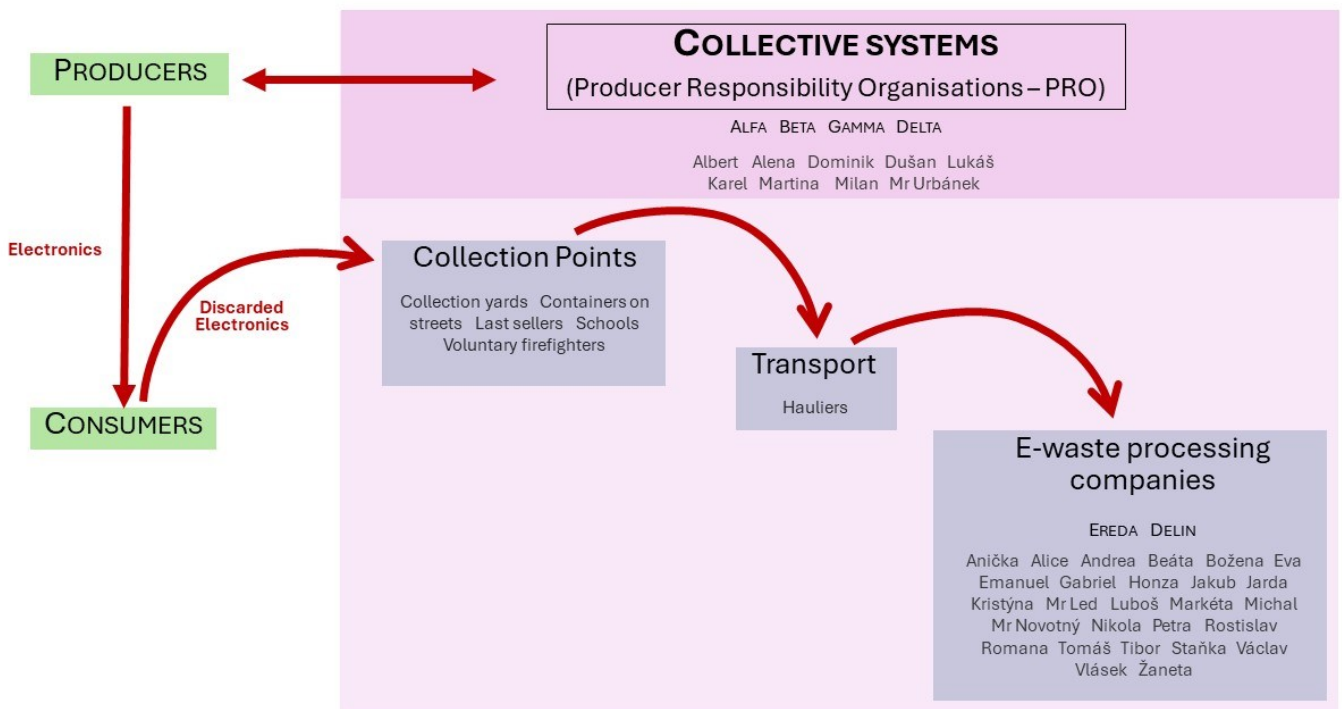 PRODUCERS
COLLECTIVE SYSTEMS
(Producer Responsibility Organisations – PRO)
ALFA BETA GAMMA DELTA
Albert Alena Dominik Dušan Lukáš
Karel Martina Milan Mr Urbánek
Electronics
Discarded
Electronics
CONSUMERS
Collection Points
Collection yards Containers on
streets Last sellers Schools
Voluntary firefighters
Transport
Hauliers
E-waste processing
companies
EREDA DELIN
Anička Alice Andrea Beáta Božena Eva
Emanuel Gabriel Honza Jakub Jarda
Kristýna Mr Led Luboš Markéta Michal
Mr Novotný Nikola Petra Rostislav
Romana Tomáš Tibor Staňka Václav
Vlásek Žaneta